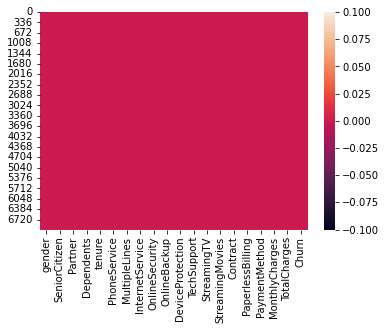 0
336
672
1008
1344
1680
2016
2352
2688
3024
3360
3696
4032
4368
4704
5040
5376
5712
6048
6384
6720
gender
SeniorCitizen
Partner
Dependents
tenure
PhoneService
MultipleLines
InternetService
OnlineSecurity
OnlineBackup
DeviceProtection
TechSupport
StreamingTV
StreamingMovies
Contract
PaperlessBilling
PaymentMethod
MonthlyCharges
TotalCharges
Churn
0.100
0.075
0.050
0.025
0.000
−0.025
−0.050
−0.075
−0.100